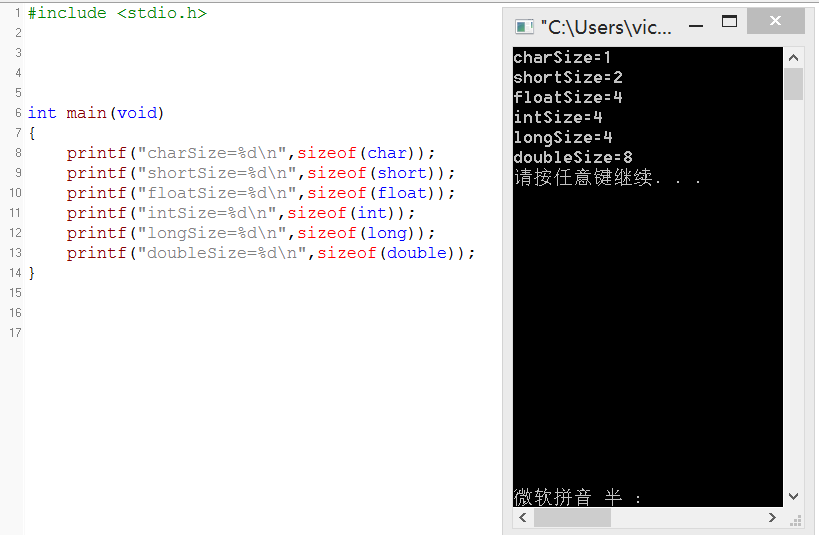 1 #include <stdio.h>
2
3
4
5
6 int main(void)
7 {
8     printf("charSize=%d\n",sizeof(char));
9     printf("shortSize=%d\n",sizeof(short));
10     printf("floatSize=%d\n",sizeof(float));
11     printf("intSize=%d\n",sizeof(int));
12     printf("longSize=%d\n",sizeof(long));
13     printf("doubleSize=%d\n",sizeof(double));
14 }
15
16
17
"C:\Users\vic...
charSize=1
shortSize=2
floatSize=4
intSize=4
longSize=4
doubleSize=8
请按任意键继续. . .
微软拼音 半 :